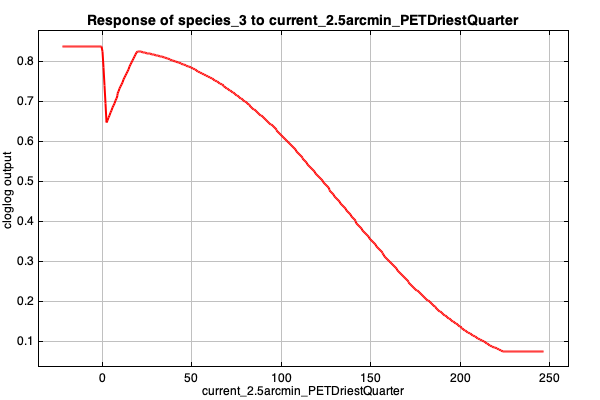 Response of species_3 to current_2.5arcmin_PETDriestQuarter
cloglog output
0.8
0.7
0.6
0.5
0.4
0.3
0.2
0.1
0 50 100 150 200 250
current_2.5arcmin_PETDriestQuarter